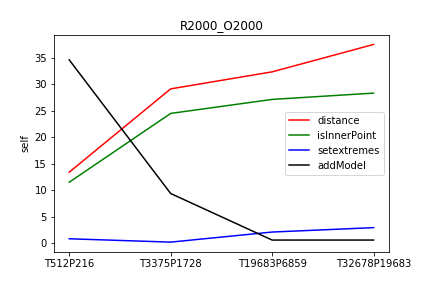 R2000_O2000
35
30
25
20
15
10
5
0
self
distance
isInnerPoint
setextremes
addModel
T512P216 T3375P1728 T19683P6859 T32678P19683